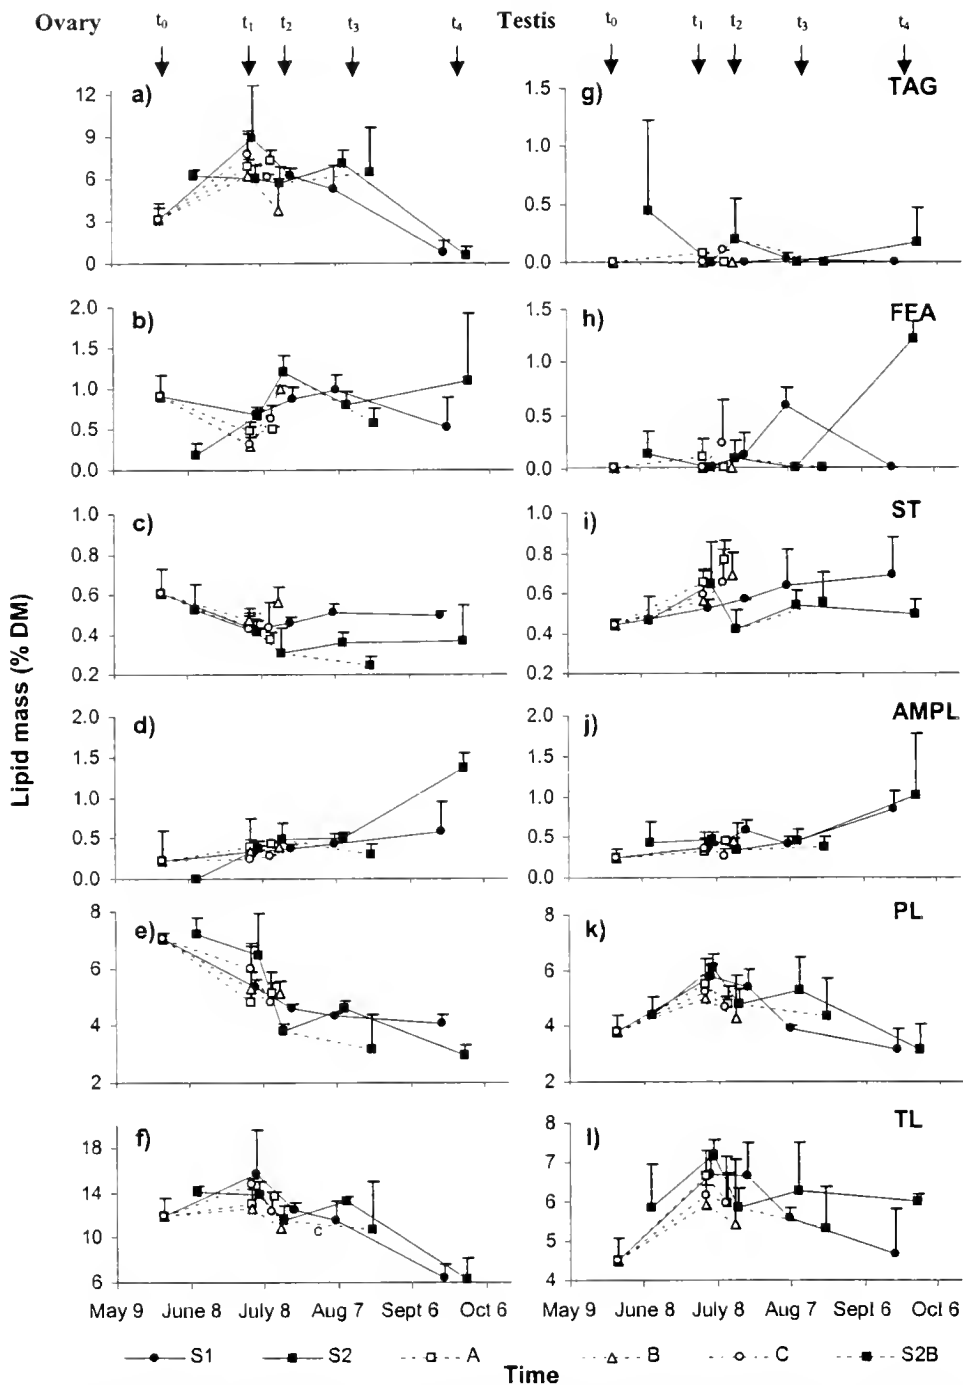 Ovary t0 t1 t2 t3 t4 Testis t0 t1 t2 t3 t4
a) 12 9 6 3 0
g) TAG 1.5 1.0 0.5 0.0
b) 2.0 1.5 1.0 0.5 0.0
h) FFA 1.5 1.0 0.5 0.0
c) 1.0 0.8 0.6 0.4 0.2
i) ST 1.0 0.8 0.6 0.4 0.2
d) 2.0 1.5 1.0 0.5 0.0
j) AMPL 2.0 1.5 1.0 0.5 0.0
e) 8 6 4 2
k) PL 8 6 4 2
f) 18 14 10 6
c
l) TL 8 7 6 5 4
Lipid mass (% DM)
May 9 June 8 July 8 Aug 7 Sept 6 Oct 6 May 9 June 8 July 8 Aug 7 Sept 6 Oct 6
S1 S2 A B C S2B
Time